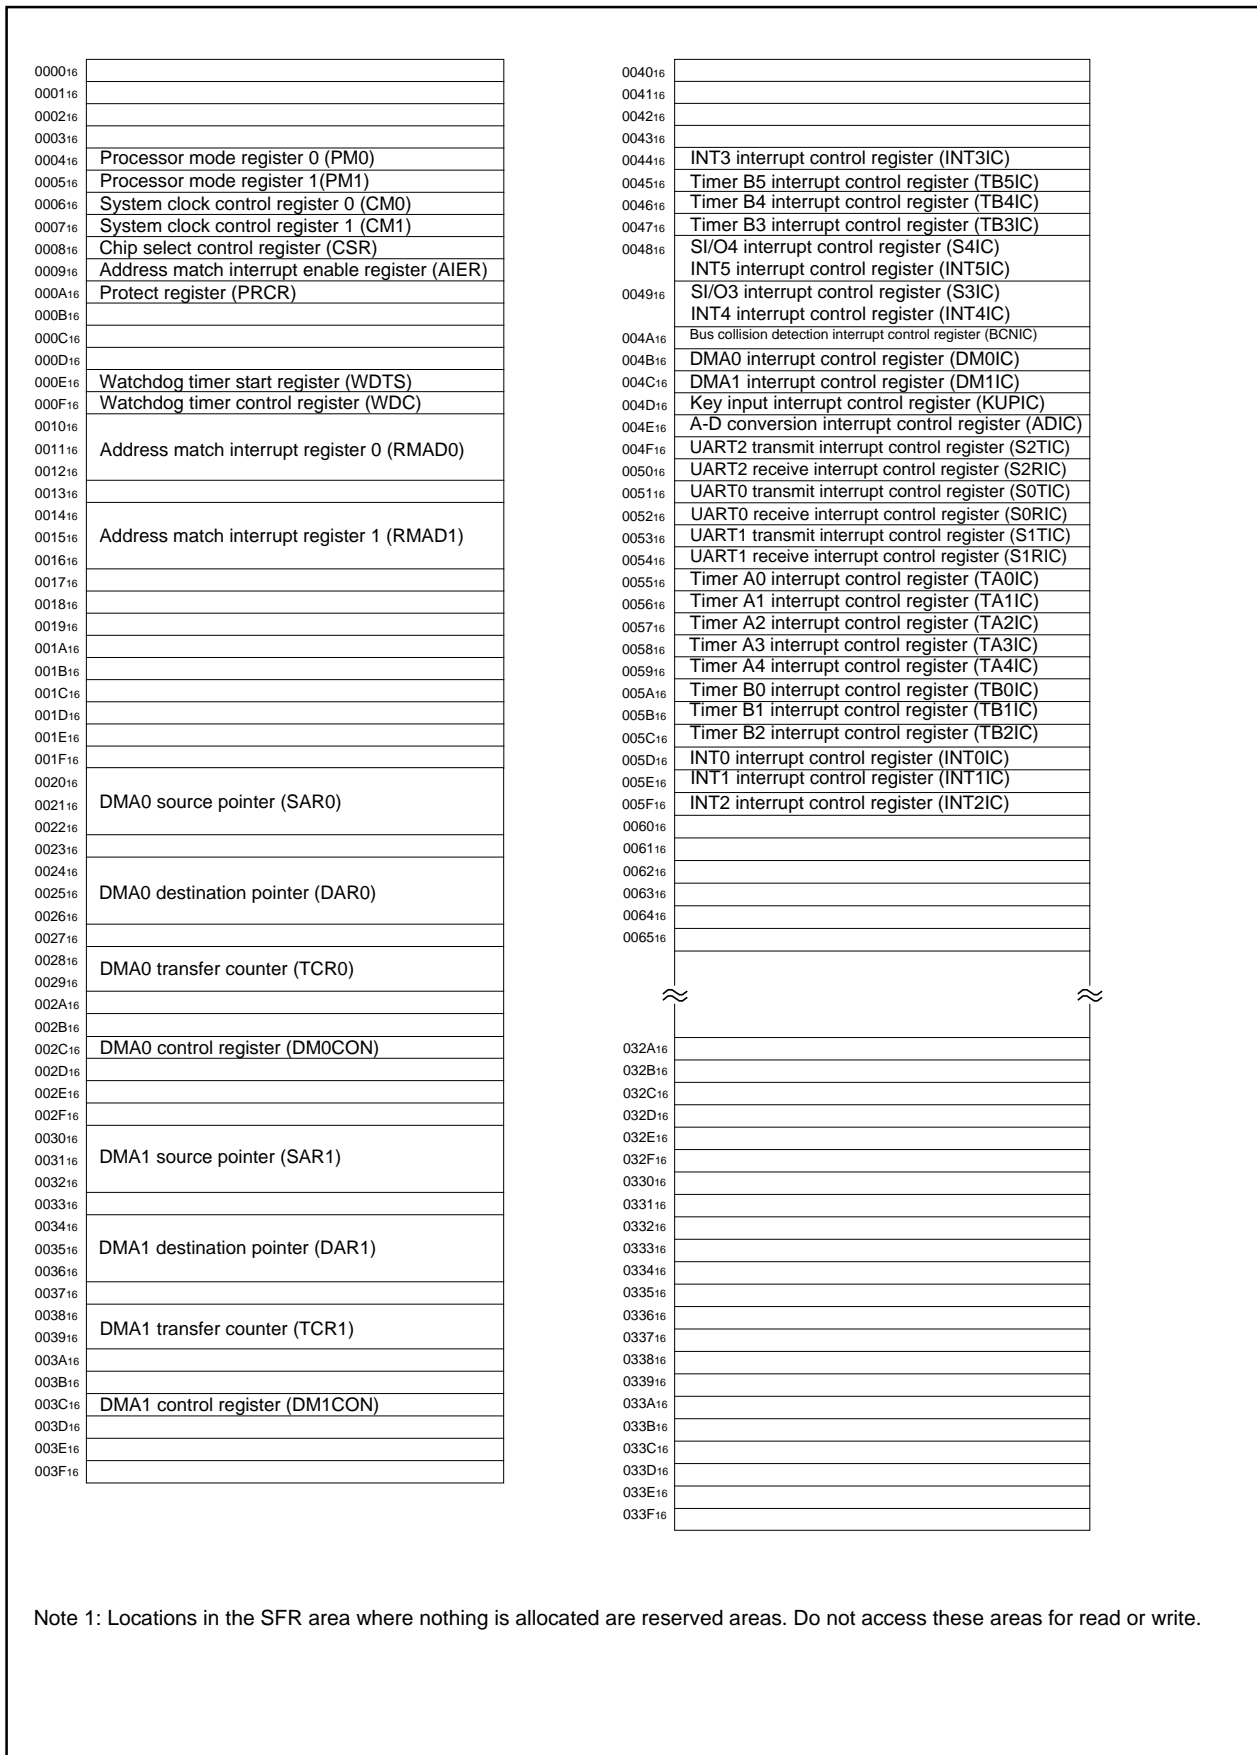 000016
000116
000216
000316
000416 Processor mode register 0 (PM0)
000516 Processor mode register 1(PM1)
000616 System clock control register 0 (CM0)
000716 System clock control register 1 (CM1)
000816 Chip select control register (CSR)
000916 Address match interrupt enable register (AIER)
000A16 Protect register (PRCR)
000B16
000C16
000D16
000E16 Watchdog timer start register (WDTS)
000F16 Watchdog timer control register (WDC)
001016
001116 Address match interrupt register 0 (RMAD0)
001216
001316
001416
001516 Address match interrupt register 1 (RMAD1)
001616
001716
001816
001916
001A16
001B16
001C16
001D16
001E16
001F16
002016
002116 DMA0 source pointer (SAR0)
002216
002316
002416
002516 DMA0 destination pointer (DAR0)
002616
002716
002816
DMA0 transfer counter (TCR0)
002916
002A16
002B16
002C16 DMA0 control register (DM0CON)
002D16
002E16
002F16
003016
003116 DMA1 source pointer (SAR1)
003216
003316
003416
003516 DMA1 destination pointer (DAR1)
003616
003716
003816
DMA1 transfer counter (TCR1)
003916
003A16
003B16
003C16 DMA1 control register (DM1CON)
003D16
003E16
003F16
004016
004116
004216
004316
004416 INT3 interrupt control register (INT3IC)
004516 Timer B5 interrupt control register (TB5IC)
004616 Timer B4 interrupt control register (TB4IC)
004716 Timer B3 interrupt control register (TB3IC)
004816 SI/O4 interrupt control register (S4IC)
INT5 interrupt control register (INT5IC)
004916 SI/O3 interrupt control register (S3IC)
INT4 interrupt control register (INT4IC)
004A16 Bus collision detection interrupt control register (BCNIC)
004B16 DMA0 interrupt control register (DM0IC)
004C16 DMA1 interrupt control register (DM1IC)
004D16 Key input interrupt control register (KUPIC)
004E16 A-D conversion interrupt control register (ADIC)
004F16 UART2 transmit interrupt control register (S2TIC)
005016 UART2 receive interrupt control register (S2RIC)
005116 UART0 transmit interrupt control register (S0TIC)
005216 UART0 receive interrupt control register (S0RIC)
005316 UART1 transmit interrupt control register (S1TIC)
005416 UART1 receive interrupt control register (S1RIC)
005516 Timer A0 interrupt control register (TA0IC)
005616 Timer A1 interrupt control register (TA1IC)
005716 Timer A2 interrupt control register (TA2IC)
005816 Timer A3 interrupt control register (TA3IC)
005916 Timer A4 interrupt control register (TA4IC)
005A16 Timer B0 interrupt control register (TB0IC)
005B16 Timer B1 interrupt control register (TB1IC)
005C16 Timer B2 interrupt control register (TB2IC)
005D16 INT0 interrupt control register (INT0IC)
005E16 INT1 interrupt control register (INT1IC)
005F16 INT2 interrupt control register (INT2IC)
006016
006116
006216
006316
006416
006516
032A16
032B16
032C16
032D16
032E16
032F16
033016
033116
033216
033316
033416
033516
033616
033716
033816
033916
033A16
033B16
033C16
033D16
033E16
033F16
Note 1: Locations in the SFR area where nothing is allocated are reserved areas. Do not access these areas for read or write.